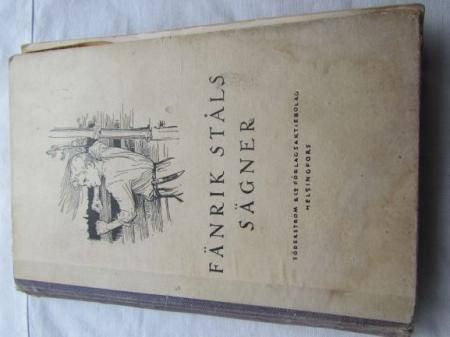 FÄNRIK STÅLS
SÄGNER
SÖDERSTRÖM & C:O FÖRLAGSAKTIEBOLAG
HELSINGFORS